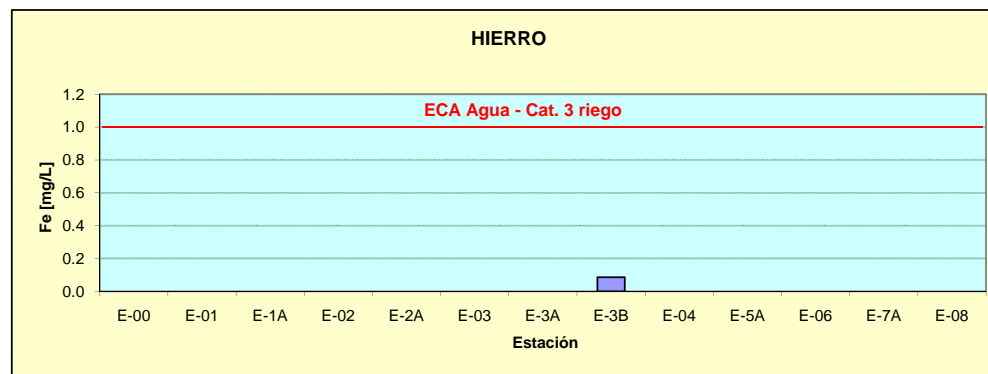 HIERRO
ECA Agua - Cat. 3 riego
Fe [mg/L]
1.2
1.0
0.8
0.6
0.4
0.2
0.0
E-00 E-01 E-1A E-02 E-2A E-03 E-3A E-3B E-04 E-5A E-06 E-7A E-08
Estación